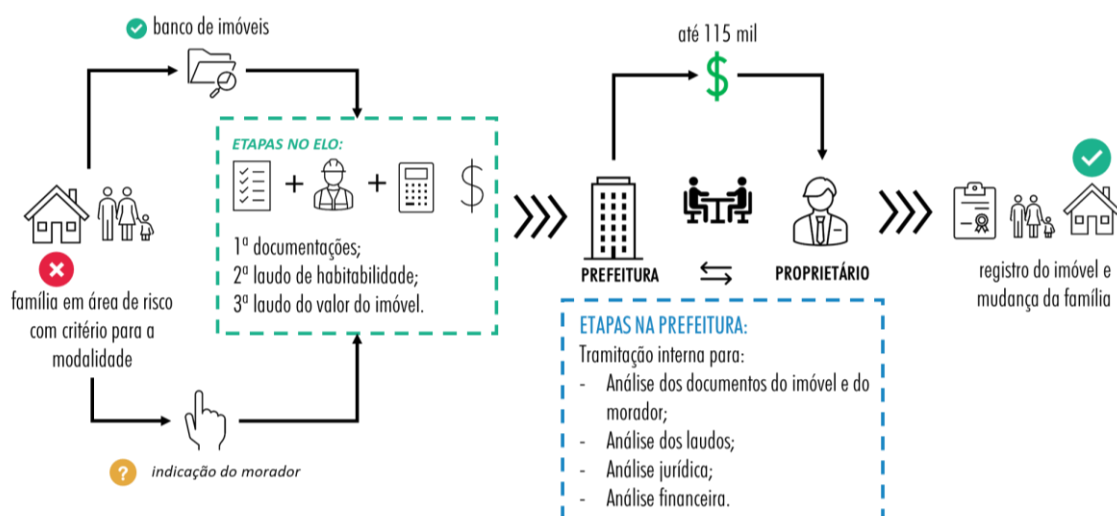 banco de imóveis
até 115 mil
ETAPAS NO ELO:
1ª documentações;
2ª laudo de habitabilidade;
3ª laudo do valor do imóvel.
família em área de risco
com critério para a
modalidade
? indicação do morador
PREFEITURA
PROPRIETÁRIO
ETAPAS NA PREFEITURA:
Tramitação interna para:
- Análise dos documentos do imóvel e do
morador;
- Análise dos laudos;
- Análise jurídica;
- Análise financeira.
registro do imóvel e
mudança da família